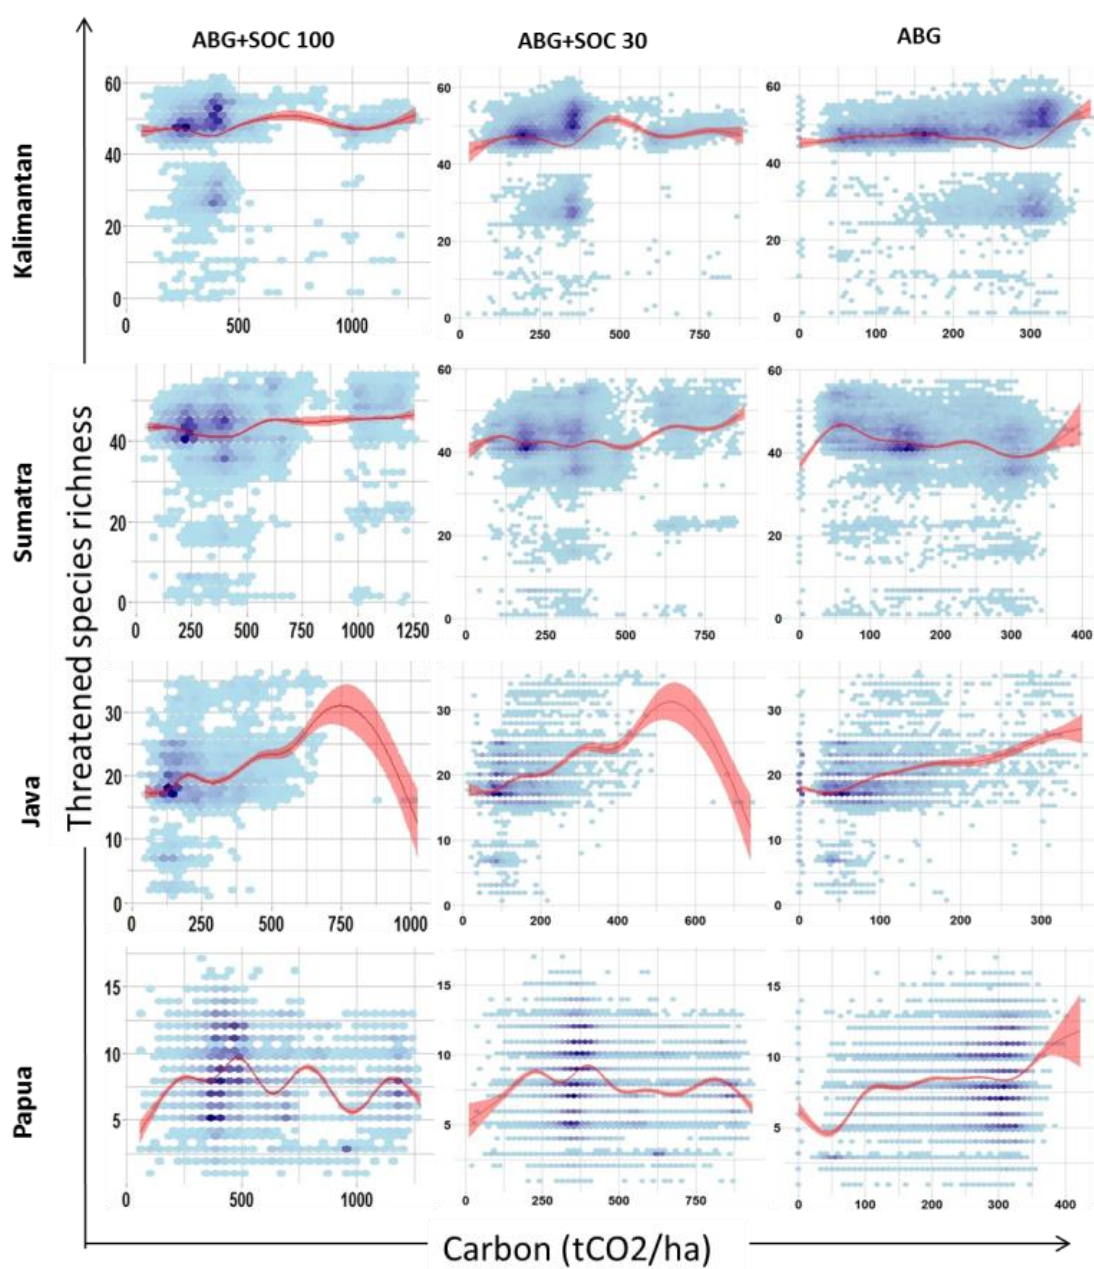 ABG+SOC 100
ABG+SOC 30
ABG
Kalimantan
60
40
20
0
0 500 1000
60
40
20
0
0 250 500 750
60
40
20
0
0 100 200 300
Sumatra
40
20
0
0 250 500 750 1000 1250
60
40
20
0
0 250 500 750
60
40
20
0
0 100 200 300 400
Threatened species richness
Java
30
20
10
0
0 250 500 750 1000
30
20
10
0
0 200 400 600
30
20
10
0
0 100 200 300
Papua
15
10
5
0 500 1000
15
10
5
0 250 500 750
15
10
5
0 100 200 300 400
Carbon (tCO2/ha)